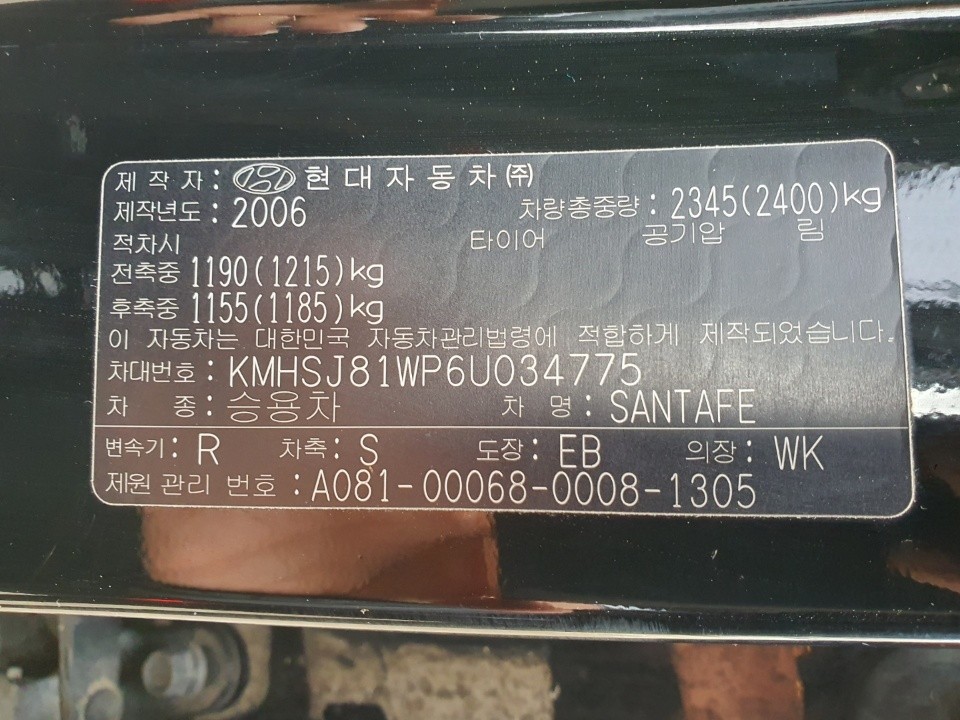 제작자: 현대자동차㈜
제작년도: 2006 차량총중량: 2345(2400)kg
적차시 타이어 공기압 림
전축중 1190(1215)kg
후축중 1155(1185)kg
이 자동차는 대한민국 자동차관리법령에 적합하게 제작되었습니다.
차대번호: KMHSJ81WP6U034775
차 종: 승용차 차 명: SANTAFE
변속기: R 차축: S 도장: EB 의장: WK
제원 관리 번호: A081-00068-0008-1305